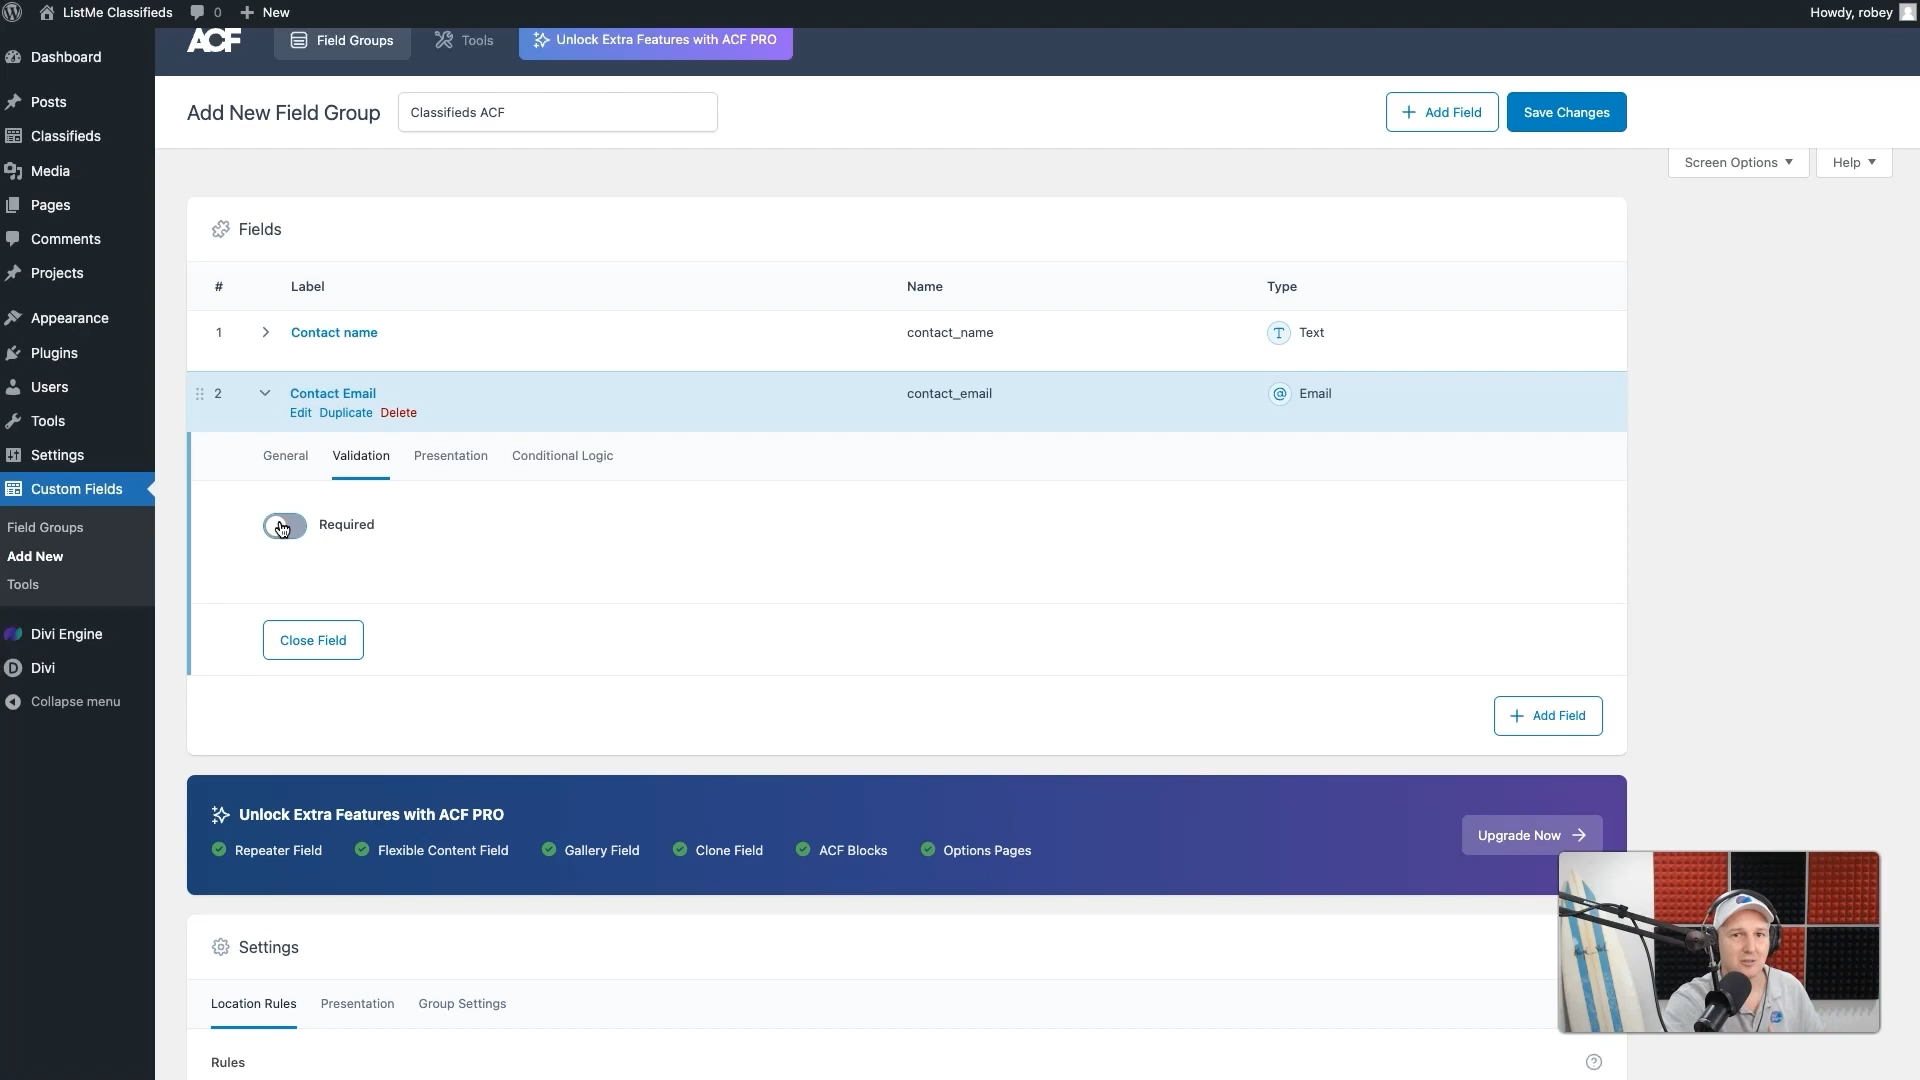 ListMe Classifieds
0
New
Howdy, robey
ACF
Field Groups
Tools
Unlock Extra Features with ACF PRO
Dashboard
Posts
Classifieds
Media
Pages
Comments
Projects
Appearance
Plugins
Users
Tools
Settings
Custom Fields
Field Groups
Add New
Tools
Divi Engine
Divi
Collapse menu
Add New Field Group
Classifieds ACF
+ Add Field
Save Changes
Screen Options
Help
Fields
# Label Name Type
1 Contact name contact_name Text
2 Contact Email contact_email Email
Edit Duplicate Delete
General Validation Presentation Conditional Logic
Required
Close Field
+ Add Field
Unlock Extra Features with ACF PRO
Repeater Field Flexible Content Field Gallery Field Clone Field ACF Blocks Options Pages
Upgrade Now
Settings
Location Rules Presentation Group Settings
Rules